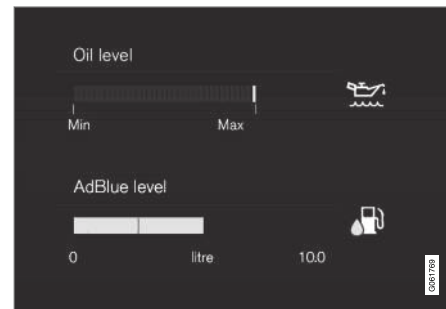 Oil level
Min Max
AdBlue level
0 litre 10.0
G061769